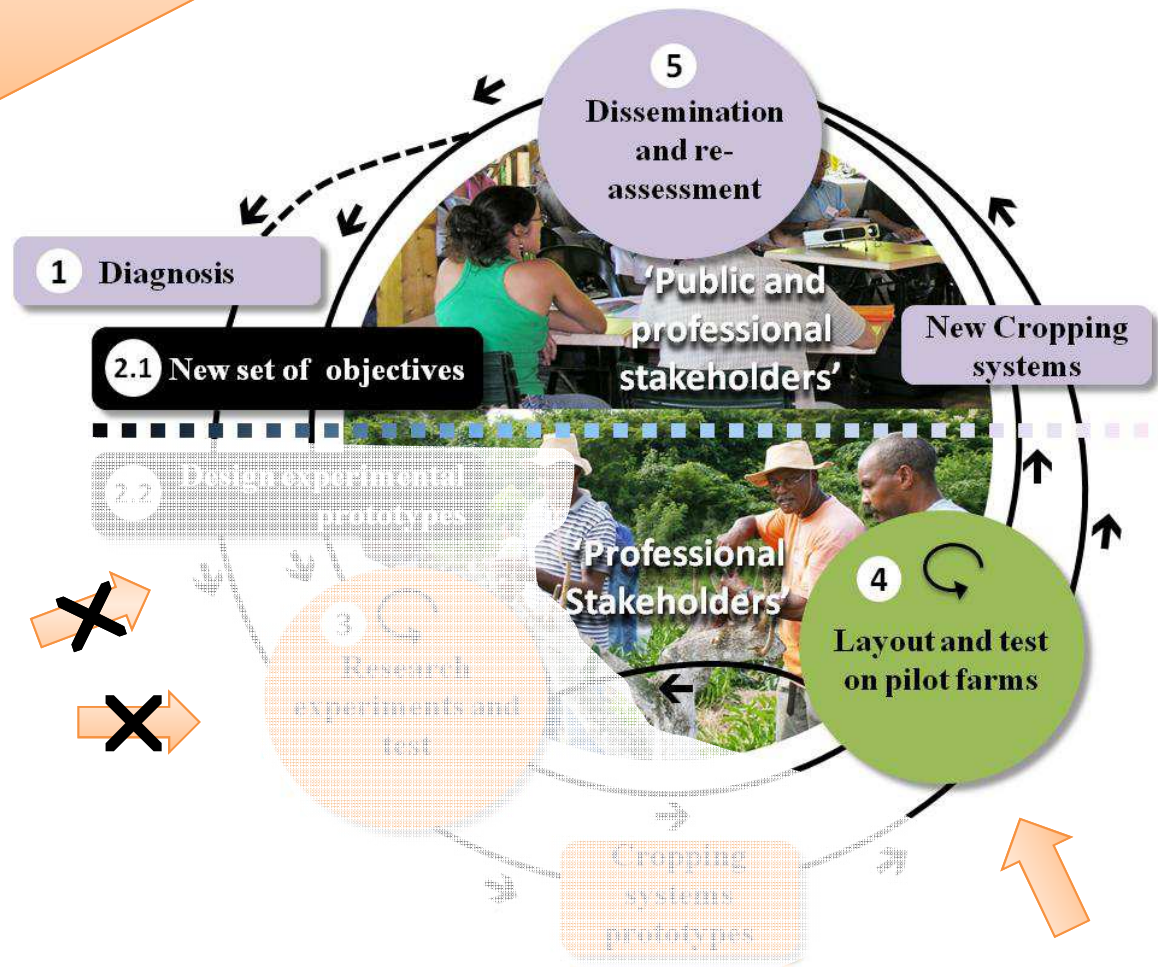 5
Dissemination
and re-
assessment
1 Diagnosis
'Public and
professional
stakeholders'
2.1 New set of objectives
New Cropping
systems
2.2 Design experimental
prototypes
'Professional
Stakeholders'
3
Research
experiments and
test
4
Layout and test
on pilot farms
Cropping
systems
prototypes